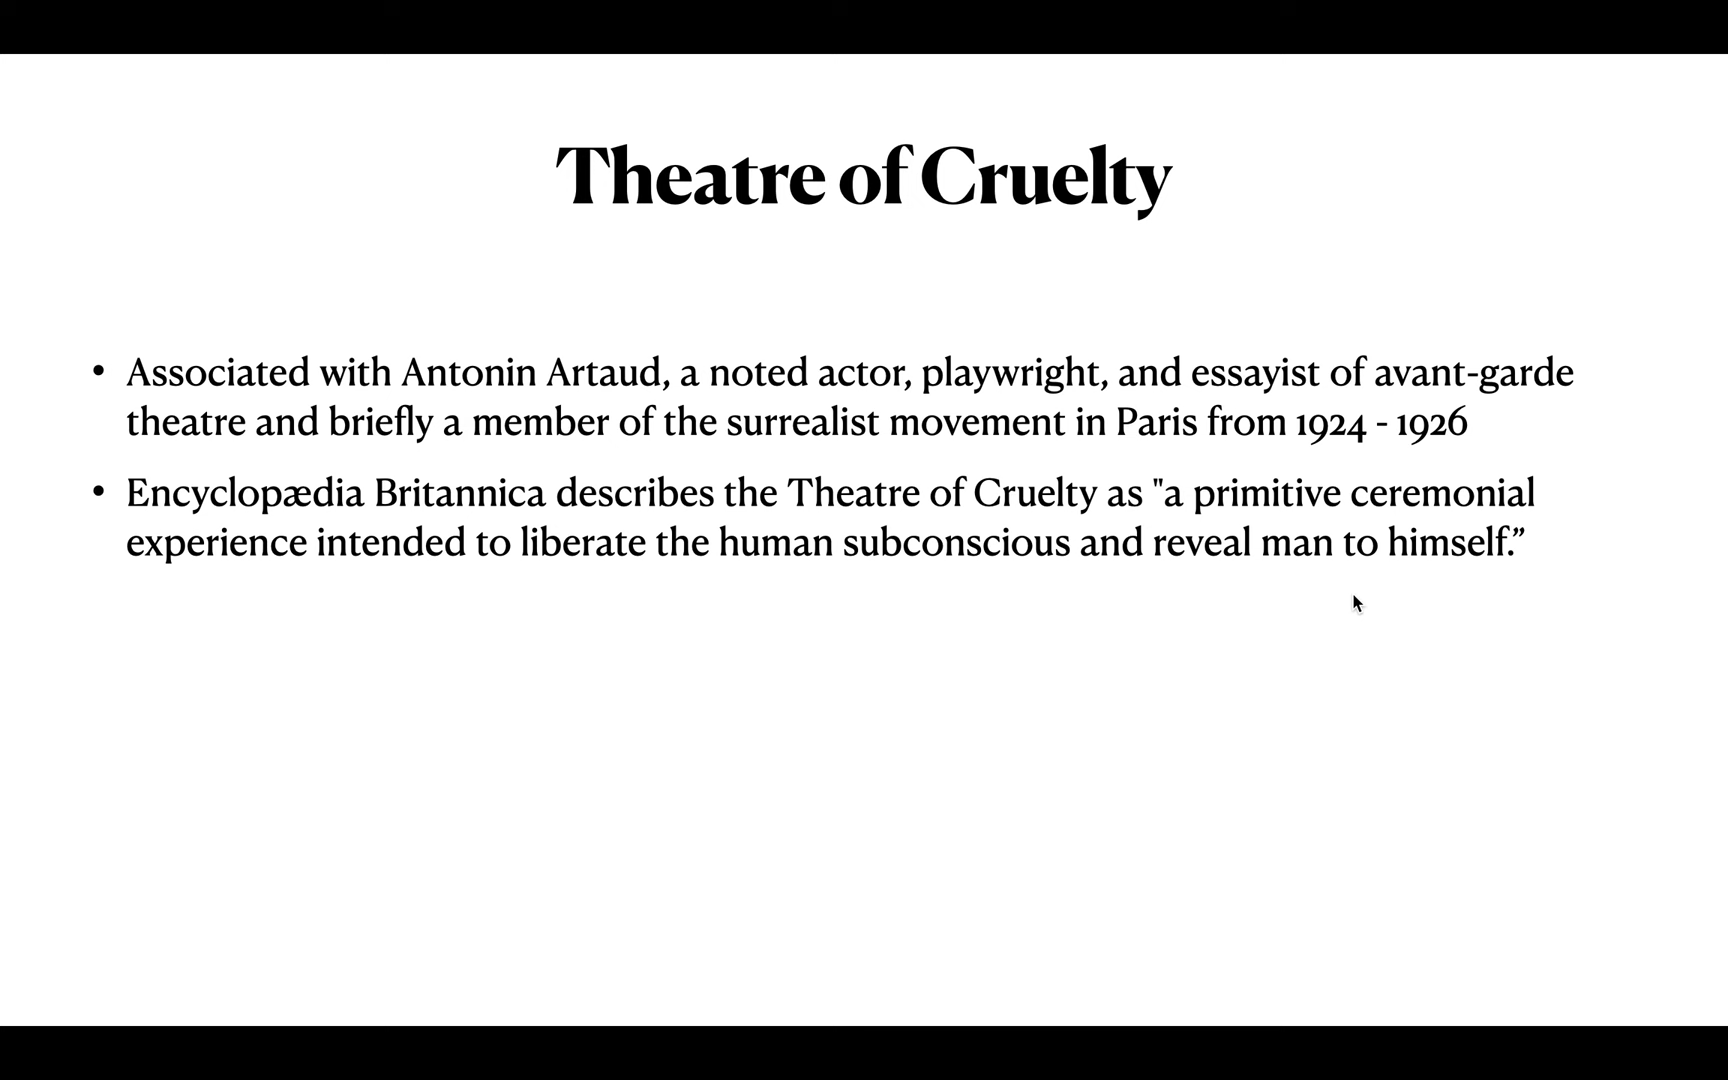 Theatre of Cruelty
• Associated with Antonin Artaud, a noted actor, playwright, and essayist of avant-garde
theatre and briefly a member of the surrealist movement in Paris from 1924 - 1926
• Encyclopædia Britannica describes the Theatre of Cruelty as "a primitive ceremonial
experience intended to liberate the human subconscious and reveal man to himself.”